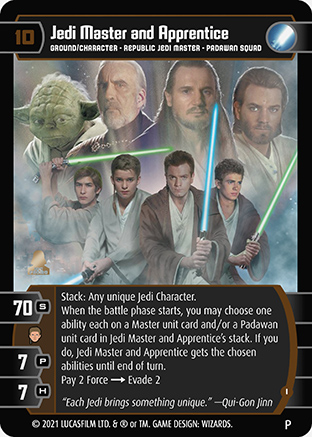 10
Jedi Master and Apprentice
GROUND/CHARACTER - REPUBLIC JEDI MASTER - PADAWAN SQUAD
70 S
7 P
7 H
Stack: Any unique Jedi Character.
When the battle phase starts, you may choose one
ability each on a Master unit card and/or a Padawan
unit card in Jedi Master and Apprentice's stack. If you
do, Jedi Master and Apprentice gets the chosen
abilities until end of turn.
Pay 2 Force → Evade 2
“Each Jedi brings something unique.” —Qui-Gon Jinn
1
© 2021 LUCASFILM LTD. & ® or TM. GAME DESIGN: WIZARDS.
P